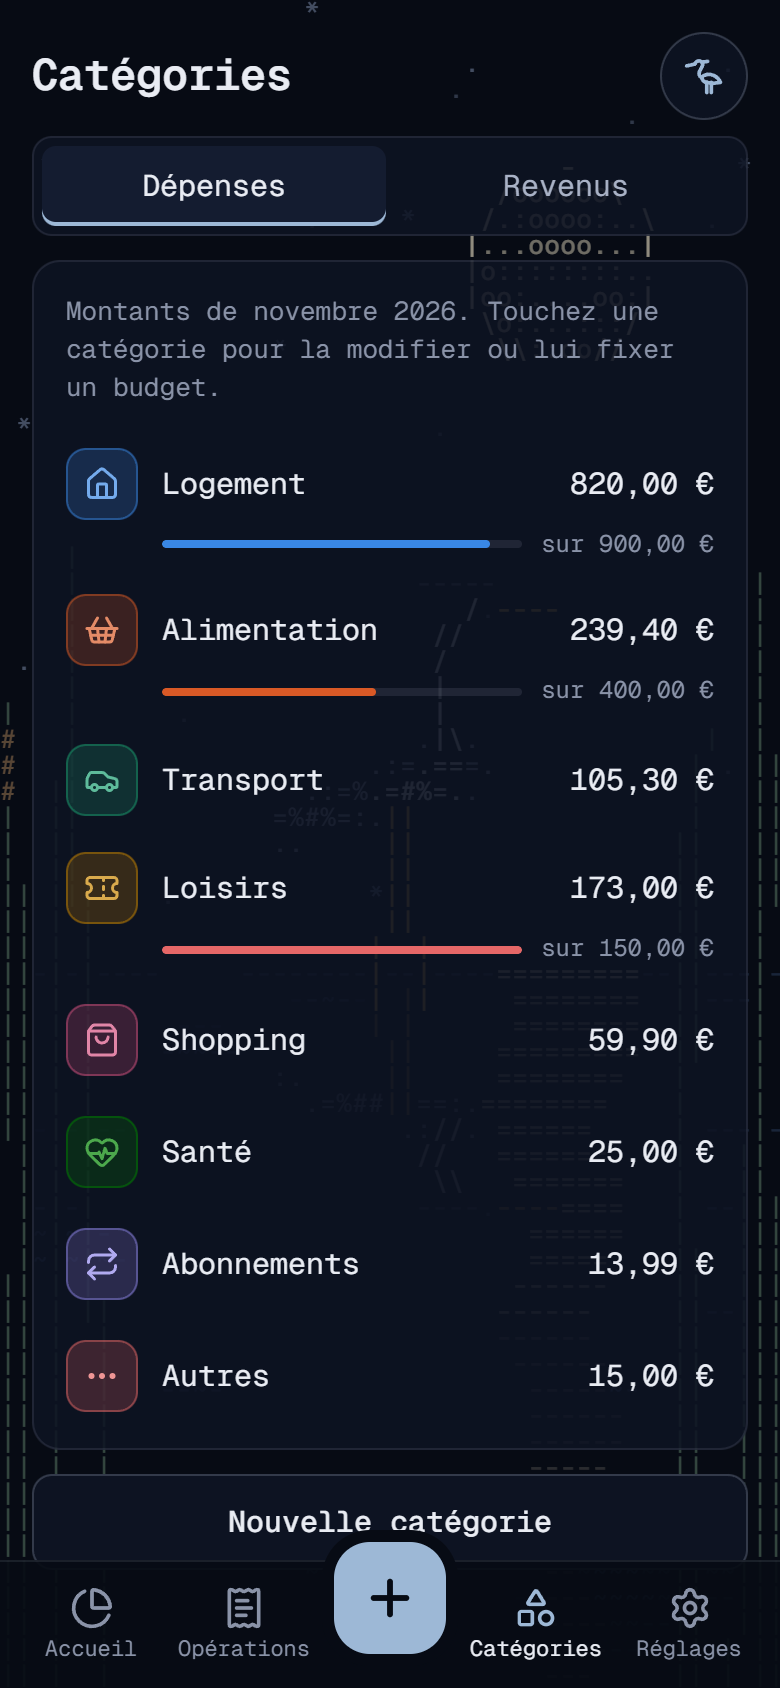 Catégories
Dépenses
Revenus
Montants de novembre 2026. Touchez une
catégorie pour la modifier ou lui fixer
un budget.
Logement
820,00 €
sur 900,00 €
Alimentation
239,40 €
sur 400,00 €
Transport
105,30 €
Loisirs
173,00 €
sur 150,00 €
Shopping
59,90 €
Santé
25,00 €
Abonnements
13,99 €
Autres
15,00 €
Nouvelle catégorie
Accueil
Opérations
Catégories
Réglages